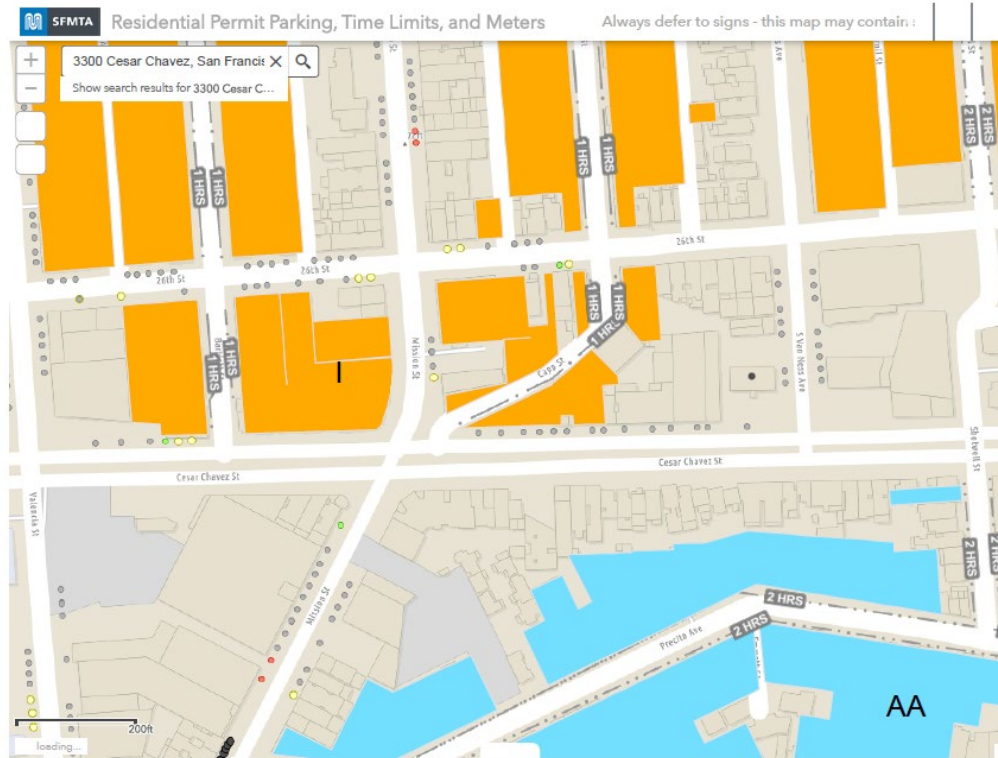 SFMTA
Residential Permit Parking, Time Limits, and Meters
Always defer to signs - this map may contain
3300 Cesar Chavez, San Francis
Show search results for 3300 Cesar C...
1 HRS
1 HRS
1 HRS
1 HRS
2 HRS
2 HRS
26th St
26th St
26th St
1 HRS
1 HRS
1 HRS
1 HRS
1 HRS
Mission St
Capp St
S Van Ness Ave
Shotwell St
I
Cesar Chavez St
Cesar Chavez St
Valencia St
Mission St
2 HRS
2 HRS
2 HRS
2 HRS
Precita Ave
AA
200ft
loading...